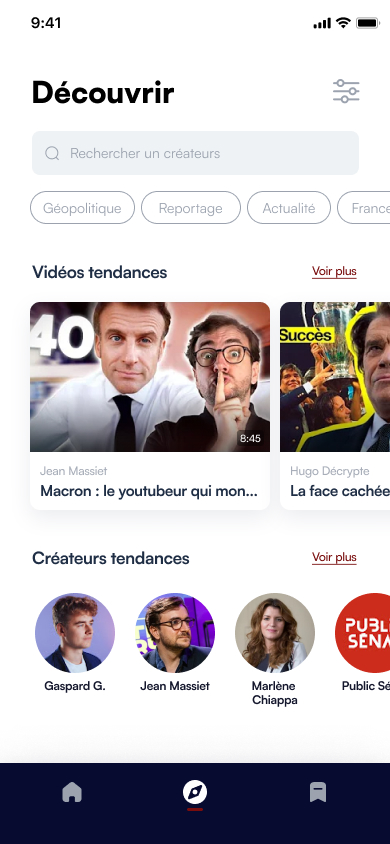 9:41
Découvrir
Rechercher un créateurs
Géopolitique
Reportage
Actualité
France
Vidéos tendances
Voir plus
40
8:45
Succès
Jean Massiet
Macron : le youtubeur qui mon...
Hugo Décrypte
La face cachée
Créateurs tendances
Voir plus
Gaspard G.
Jean Massiet
Marlène
Chiappa
Public Sé